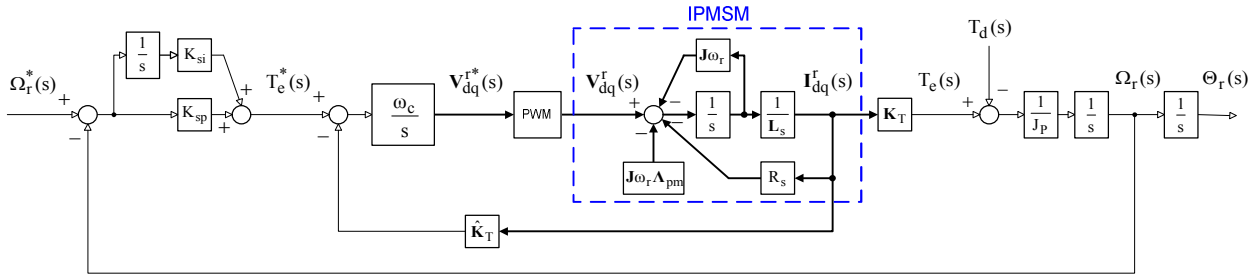 IPMSM
Ω_r^*(s)
+
−
1/s
K_si
K_sp
+
+
T_e^*(s)
+
−
ω_c/s
V_dq^r*(s)
PWM
V_dq^r(s)
+
−
−
−
Jω_r
1/s
1/L_s
Jω_rΛ_pm
R_s
I_dq^r(s)
K_T
K̂_T
T_e(s)
+
T_d(s)
−
1/J_P
1/s
Ω_r(s)
1/s
Θ_r(s)